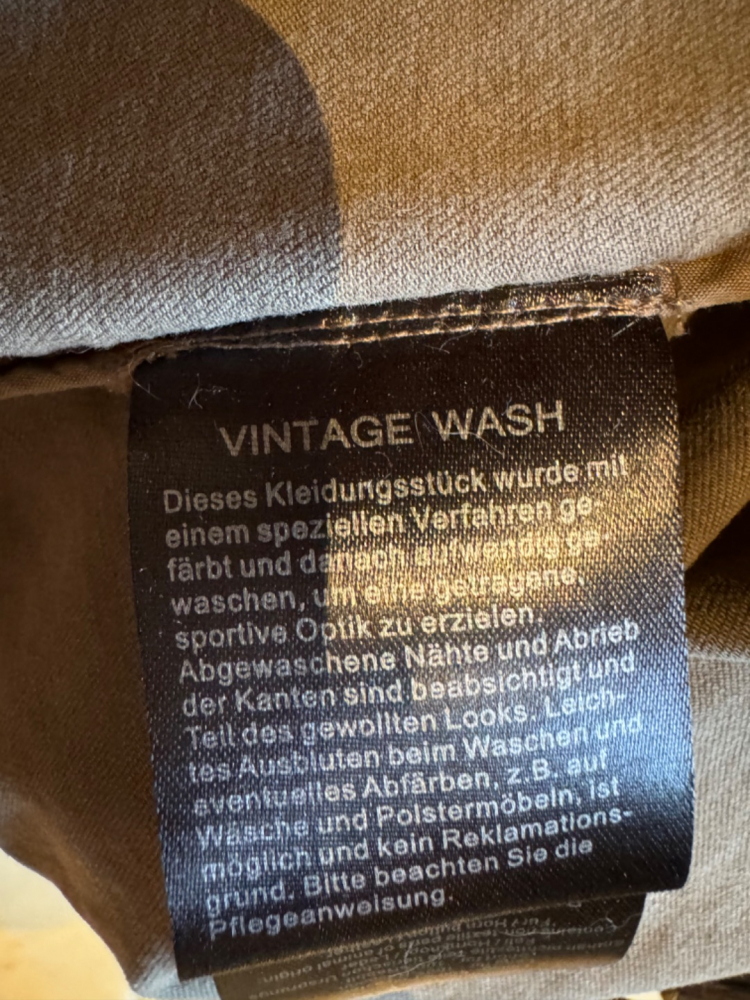 VINTAGE WASH
Dieses Kleidungsstück wurde mit
einem speziellen Verfahren ge-
färbt und danach aufwendig ge-
waschen, um eine getragene,
sportive Optik zu erzielen.
Abgewaschene Nähte und Abrieb
der Kanten sind beabsichtigt und
Teil des gewollten Looks. Leich-
tes Ausbluten beim Waschen und
eventuelles Abfärben, z.B. auf
Wäsche und Polstermöbeln, ist
möglich und kein Reklamations-
grund. Bitte beachten Sie die
Pflegeanweisung.